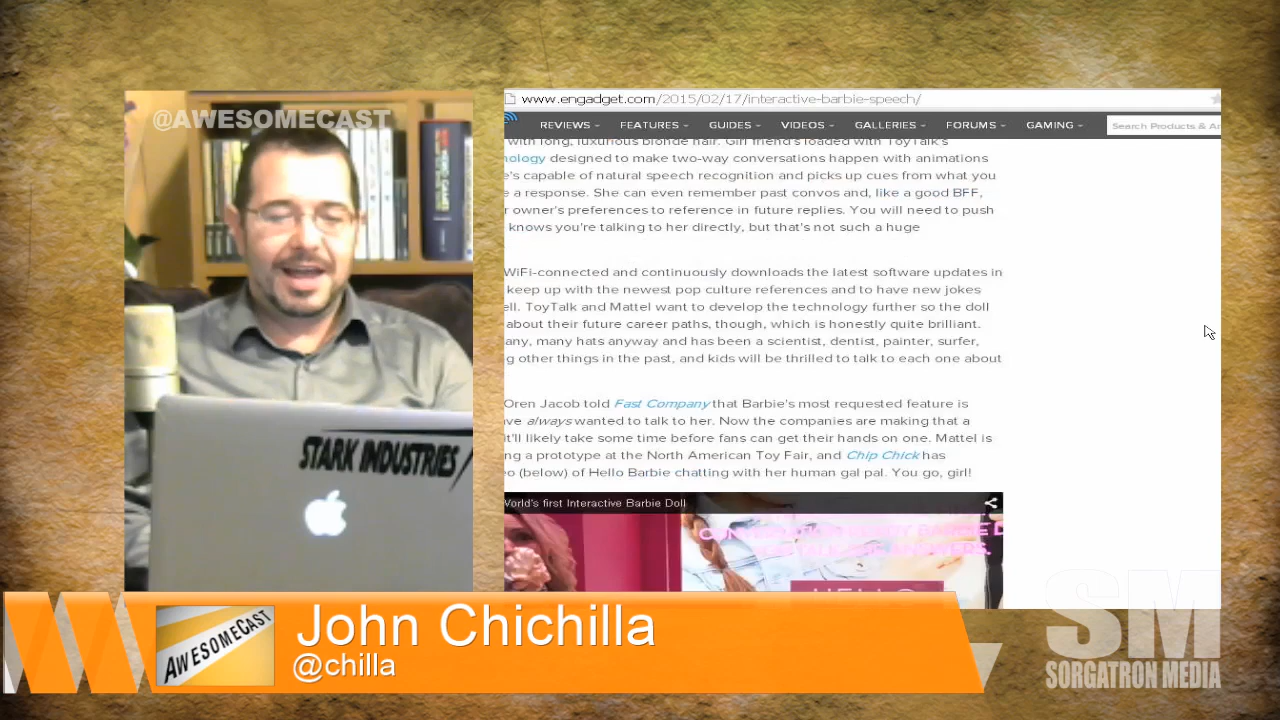 @AWESOMECAST
www.engadget.com/2015/02/17/interactive-barbie-speech/
REVIEWS FEATURES GUIDES VIDEOS GALLERIES FORUMS GAMING Search Products & Ar
with long, luxurious blonde hair. Girl friend's loaded with ToyTalk's
nology designed to make two-way conversations happen with animations
e's capable of natural speech recognition and picks up cues from what you
e a response. She can even remember past convos and, like a good BFF,
r owner's preferences to reference in future replies. You will need to push
knows you're talking to her directly, but that's not such a huge
WiFi-connected and continuously downloads the latest software updates in
keep up with the newest pop culture references and to have new jokes
ell. ToyTalk and Mattel want to develop the technology further so the doll
about their future career paths, though, which is honestly quite brilliant.
any, many hats anyway and has been a scientist, dentist, painter, surfer,
g other things in the past, and kids will be thrilled to talk to each one about
Oren Jacob told Fast Company that Barbie's most requested feature is
ve always wanted to talk to her. Now the companies are making that a
it'll likely take some time before fans can get their hands on one. Mattel is
ng a prototype at the North American Toy Fair, and Chip Chick has
eo (below) of Hello Barbie chatting with her human gal pal. You go, girl!
World's first Interactive Barbie Doll
HELLO
STARK INDUSTRIES
AWESOMECAST
John Chichilla
@chilla
SM
SORGATRON MEDIA